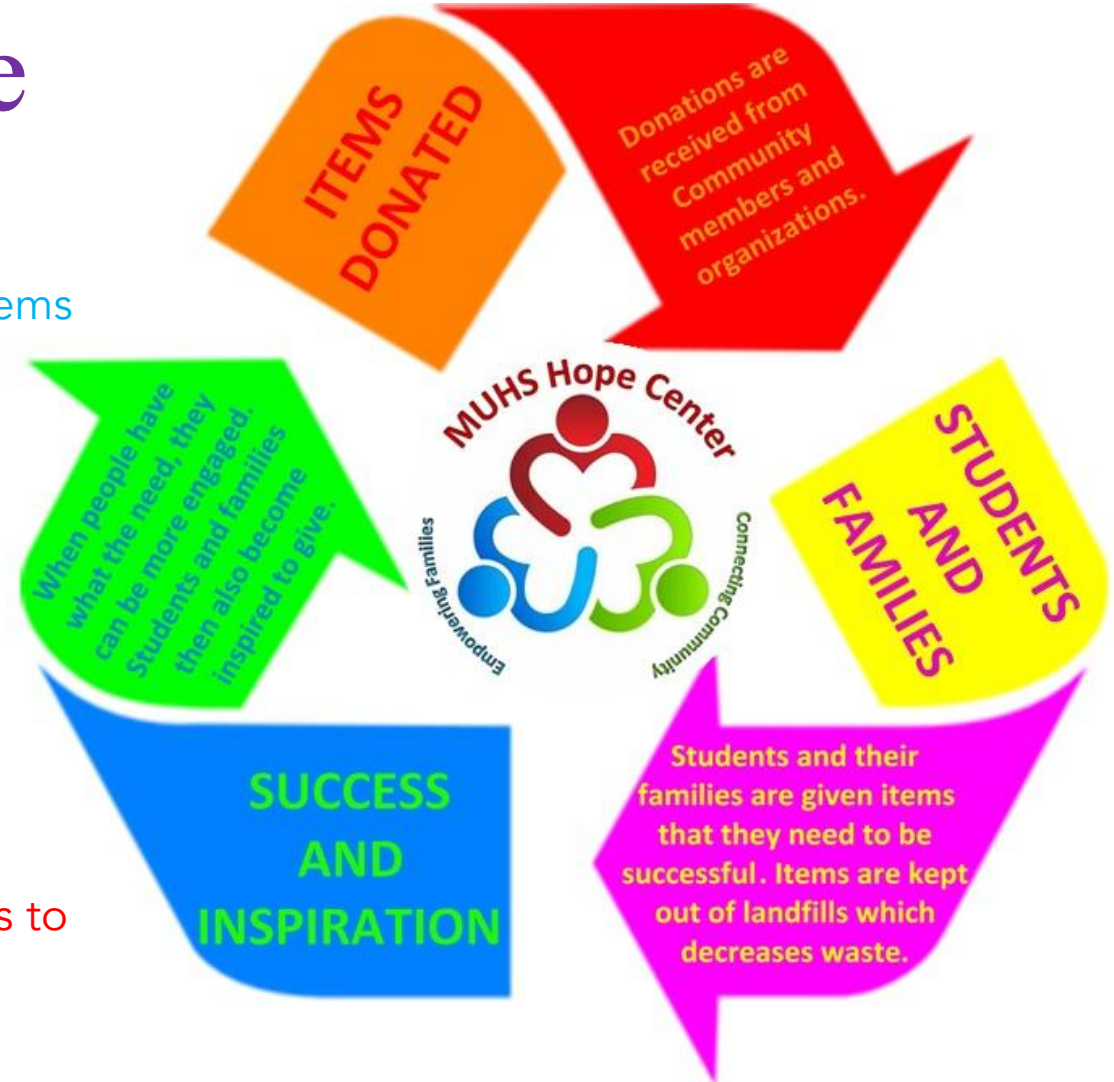 e
ems
s to
ITEMS
DONATED
Donations are
received from
Community
members and
organizations.
STUDENTS
AND
FAMILIES
Students and their
families are given items
that they need to be
successful. Items are kept
out of landfills which
decreases waste.
SUCCESS
AND
INSPIRATION
When people have
what the need, they
can be more engaged.
Students and families
then also become
inspired to give.
MUHS Hope Center
Empowering Families
Connecting Community